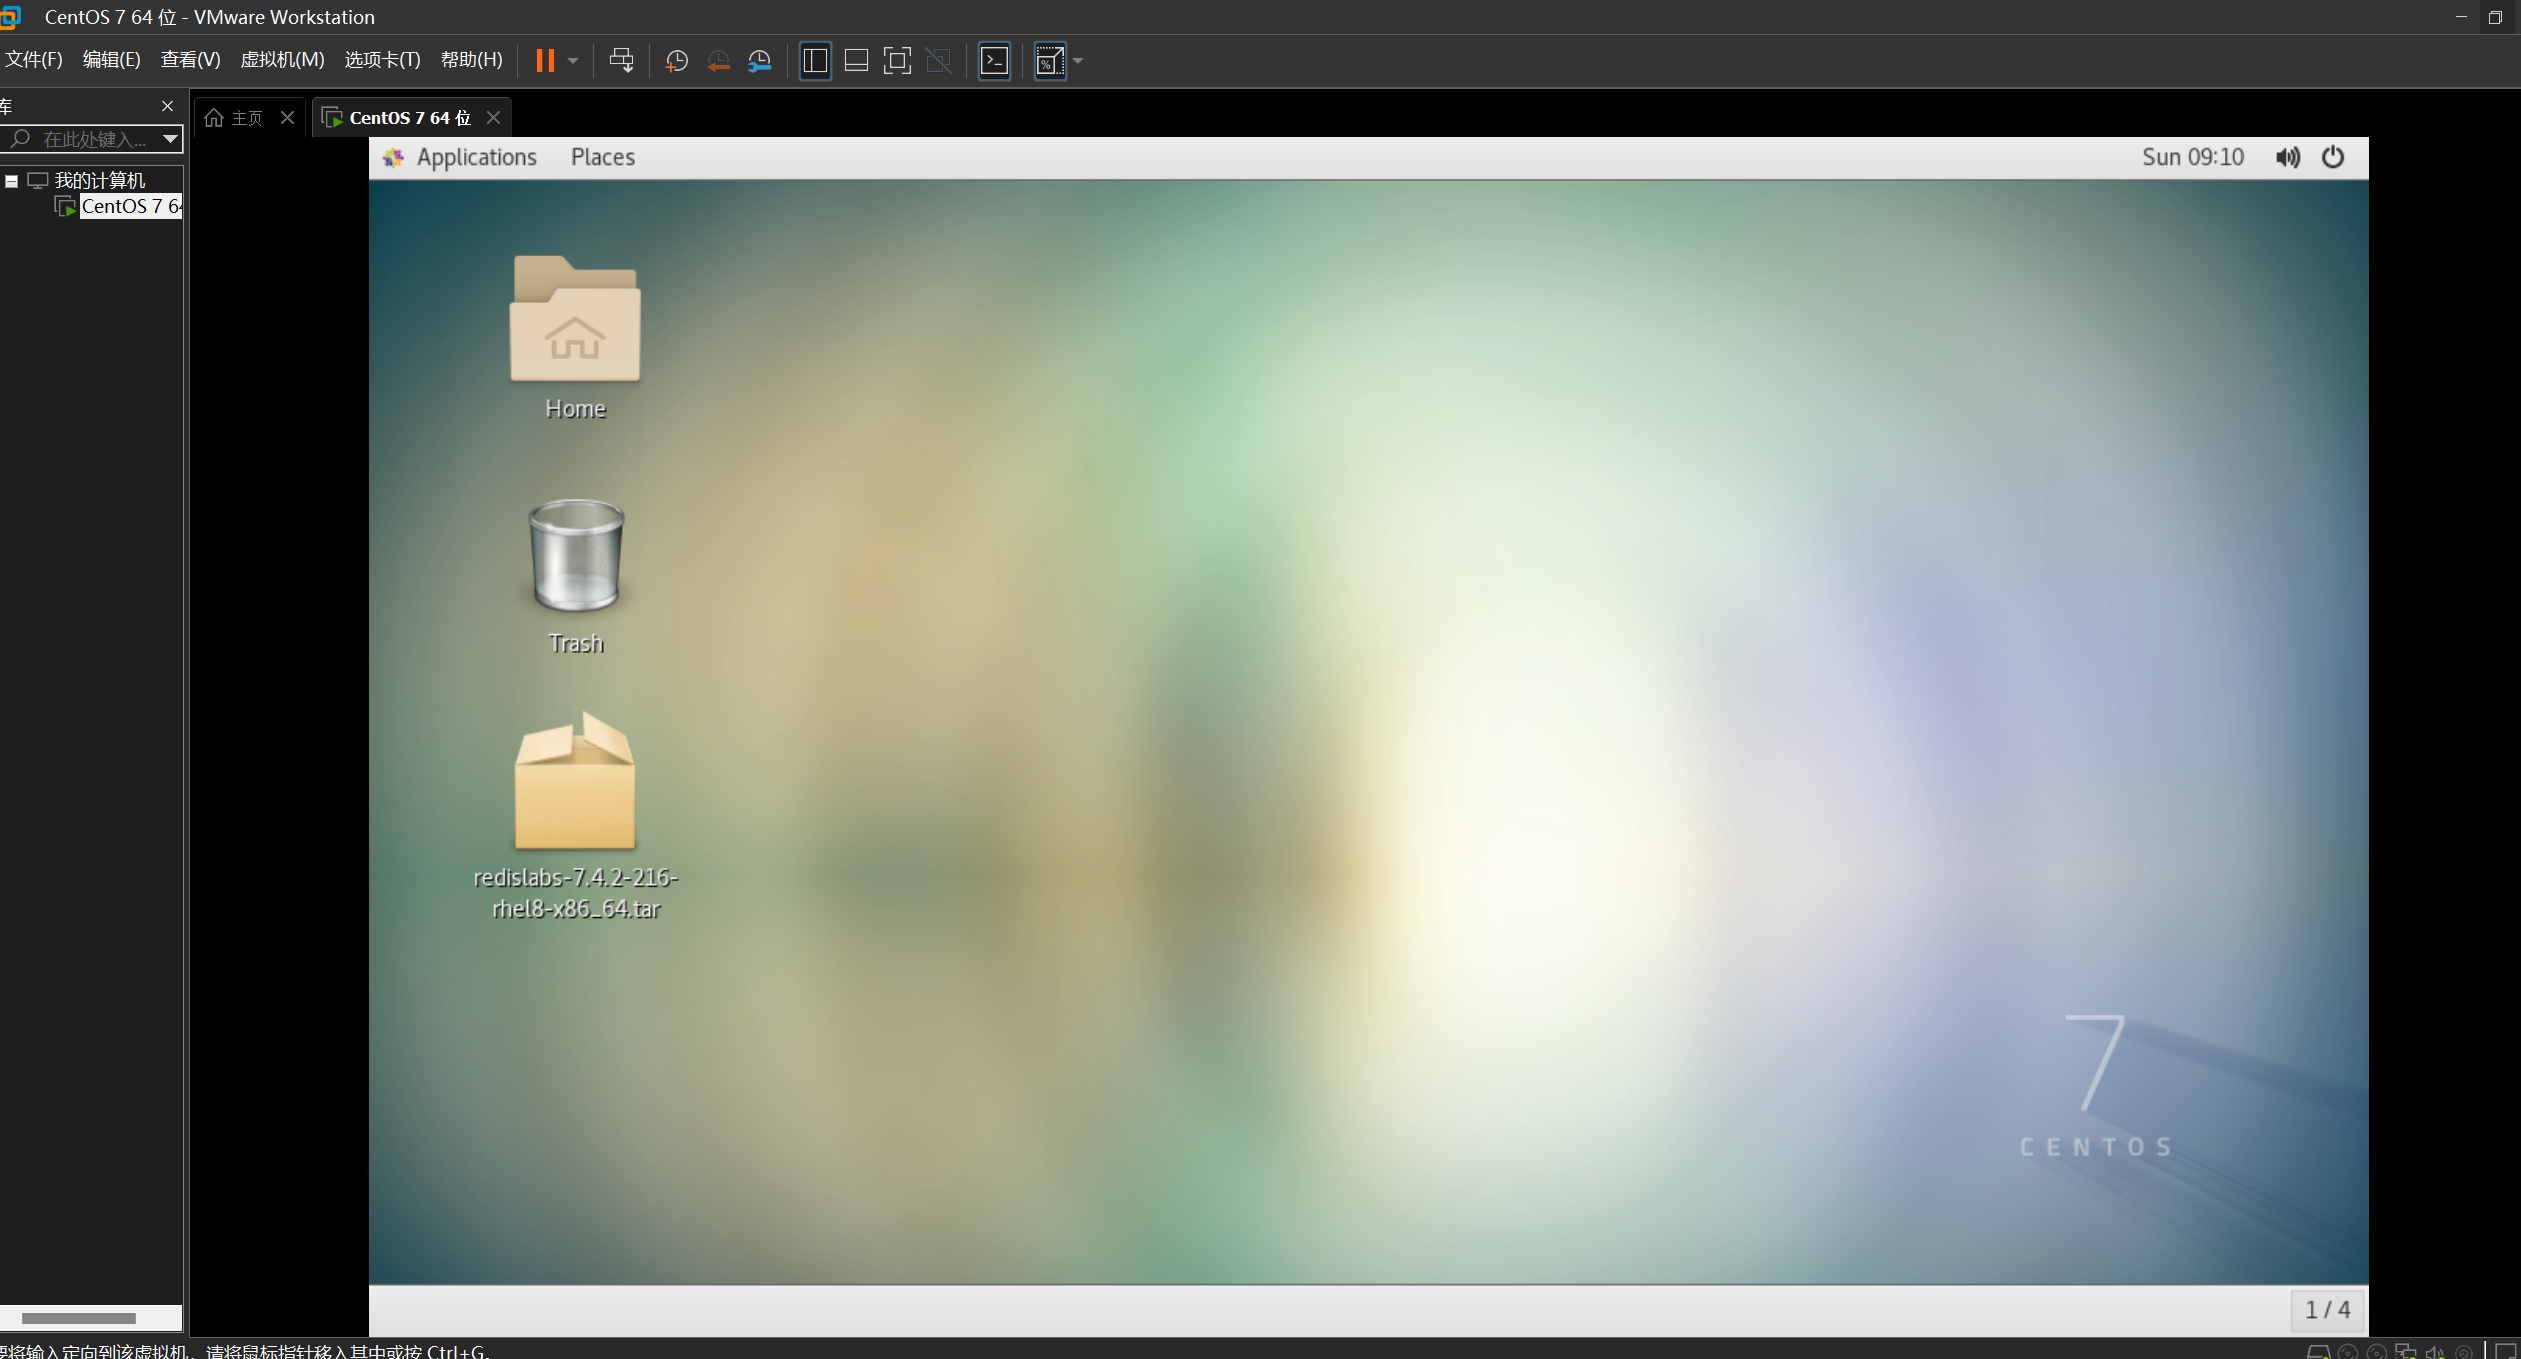 CentOS 7 64 位 - VMware Workstation
文件(F) 编辑(E) 查看(V) 虚拟机(M) 选项卡(T) 帮助(H)
库
在此处键入...
主页
CentOS 7 64 位
我的计算机
CentOS 7 64
Applications Places
Sun 09:10
Home
Trash
redislabs-7.4.2-216-
rhel8-x86_64.tar
7
CENTOS
1 / 4
要将输入定向到该虚拟机，请将鼠标指针移入其中或按 Ctrl+G。